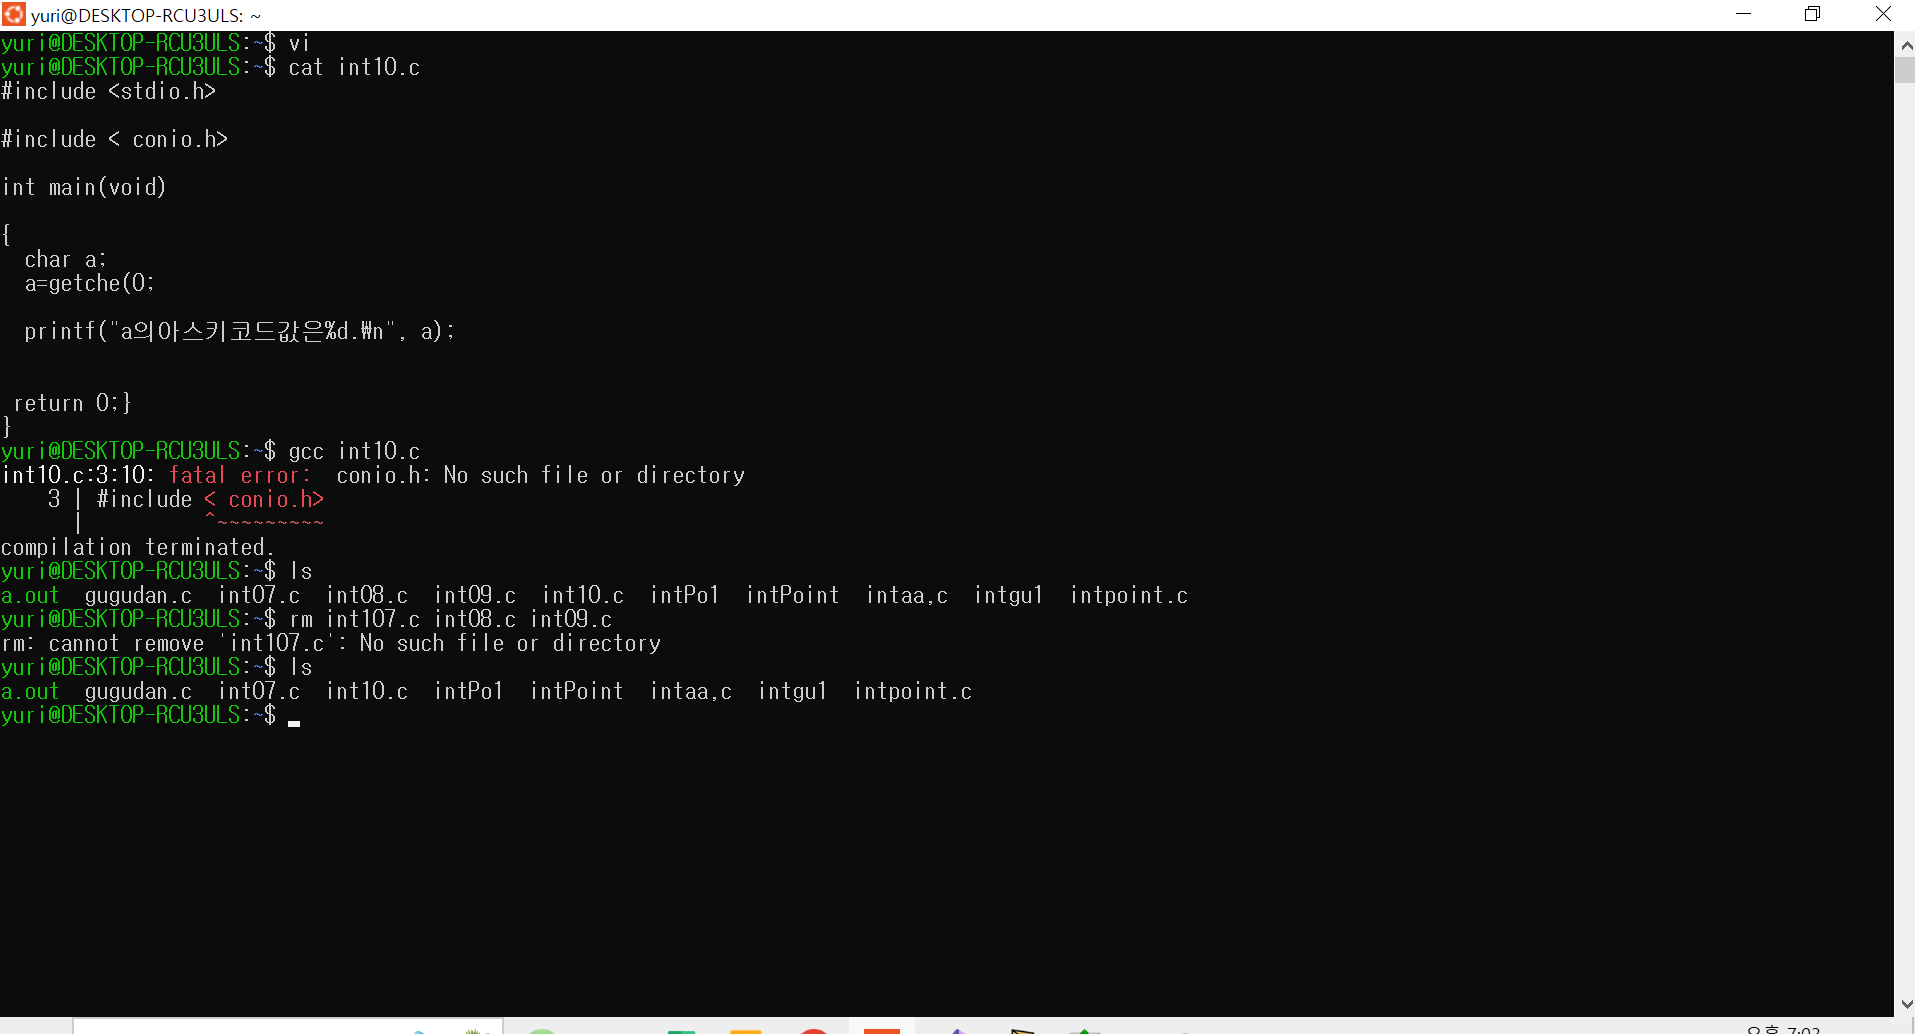 yuri@DESKTOP-RCU3ULS: ~
yuri@DESKTOP-RCU3ULS:~$ vi
yuri@DESKTOP-RCU3ULS:~$ cat int10.c
#include <stdio.h>
#include < conio.h>
int main(void)
{
char a;
a=getche(0;
printf("a의아스키코드값은%d.₩n", a);
return 0;}
}
yuri@DESKTOP-RCU3ULS:~$ gcc int10.c
int10.c:3:10: fatal error:  conio.h: No such file or directory
3 | #include < conio.h>
| ^~~~~~~~~~
compilation terminated.
yuri@DESKTOP-RCU3ULS:~$ ls
a.out  gugudan.c  int07.c  int08.c  int09.c  int10.c  intPo1  intPoint  intaa,c  intgu1  intpoint.c
yuri@DESKTOP-RCU3ULS:~$ rm int107.c int08.c int09.c
rm: cannot remove 'int107.c': No such file or directory
yuri@DESKTOP-RCU3ULS:~$ ls
a.out  gugudan.c  int07.c  int10.c  intPo1  intPoint  intaa,c  intgu1  intpoint.c
yuri@DESKTOP-RCU3ULS:~$